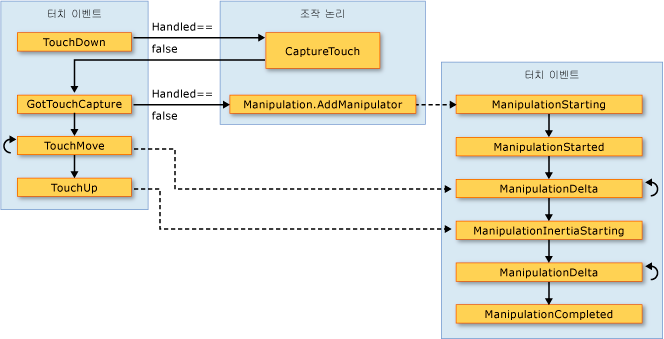 터치 이벤트
TouchDown
Handled==
false
GotTouchCapture
Handled==
false
TouchMove
TouchUp
조작 논리
CaptureTouch
Manipulation.AddManipulator
터치 이벤트
ManipulationStarting
ManipulationStarted
ManipulationDelta
ManipulationInertiaStarting
ManipulationDelta
ManipulationCompleted